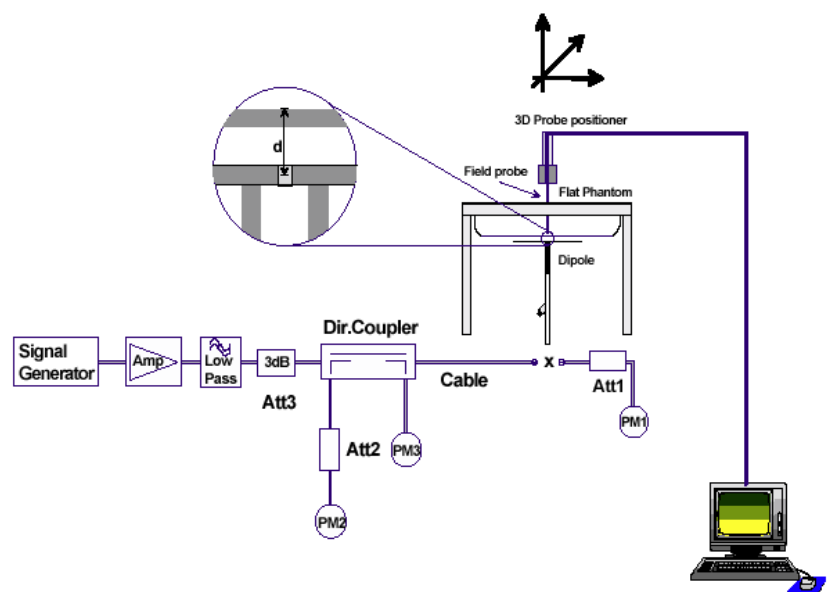 3D Probe positioner
d
Field probe
Flat Phantom
Dipole
Dir.Coupler
Signal
Generator
Amp
Low
Pass
3dB
Att3
Cable
x
Att1
PM1
Att2
PM3
PM2